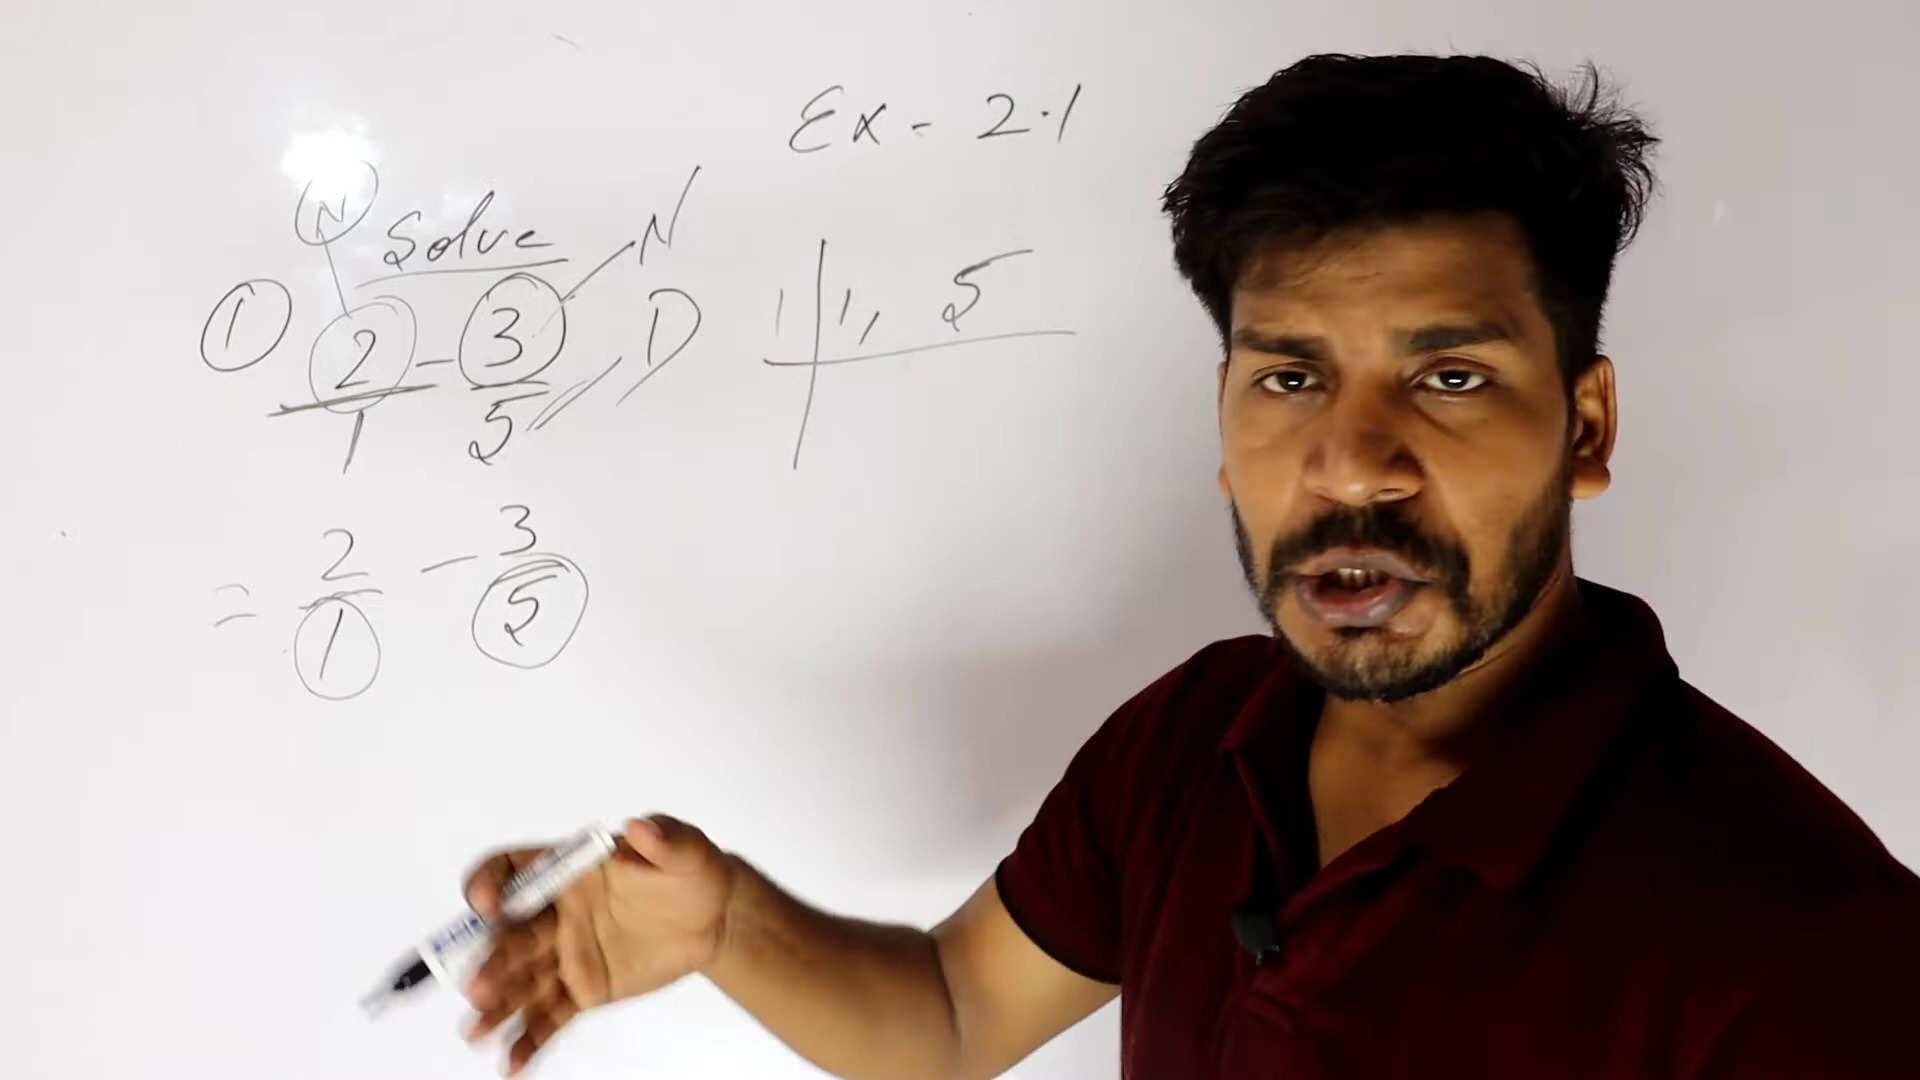 Ex - 2.1
N
Solve
N
① 2/1 - 3/5
D
1 | 1, 5
= 2/1 - 3/5